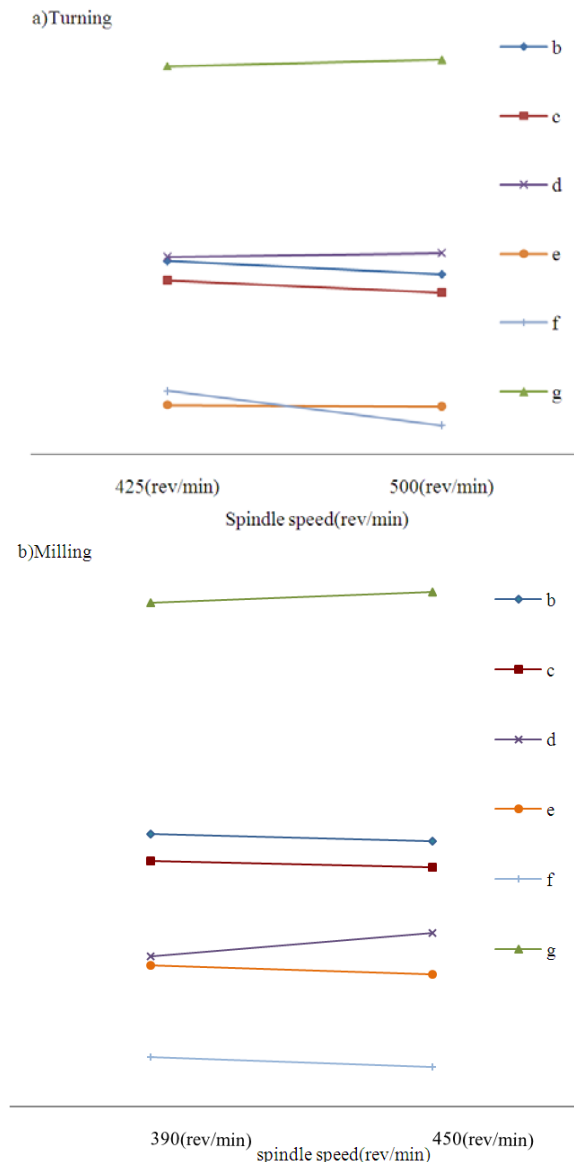 a)Turning
b
c
d
e
f
g
425(rev/min)
500(rev/min)
Spindle speed(rev/min)
b)Milling
b
c
d
e
f
g
390(rev/min)
450(rev/min)
spindle speed(rev/min)